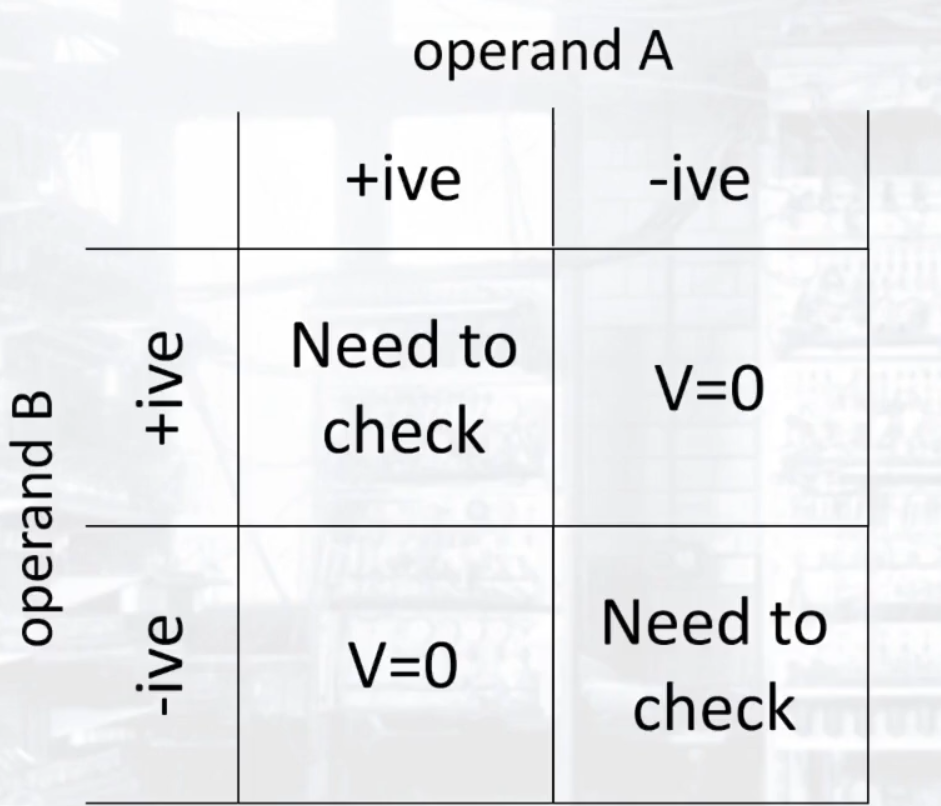 operand A
+ive
-ive
operand B
+ive
Need to
check
V=0
-ive
V=0
Need to
check